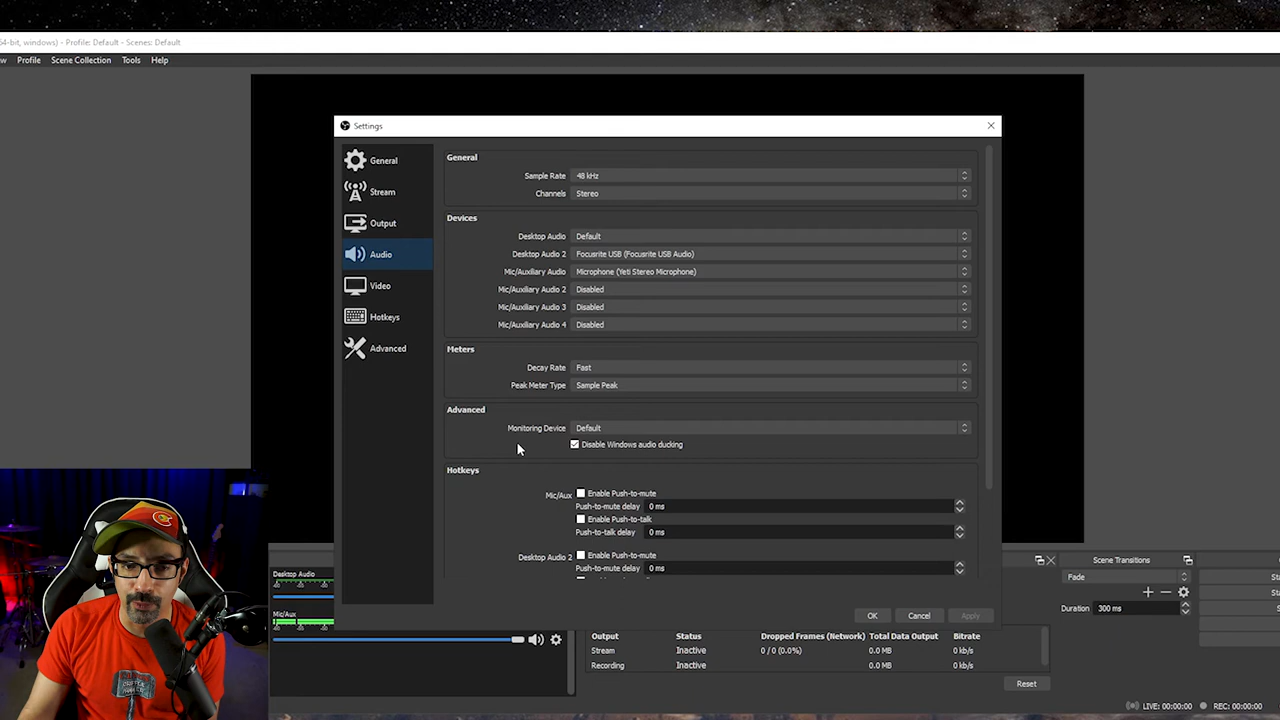 64-bit, windows) - Profile: Default - Scenes: Default
Profile Scene Collection Tools Help
Settings
General
Stream
Output
Audio
Video
Hotkeys
Advanced
General
Sample Rate 48 kHz
Channels Stereo
Devices
Desktop Audio Default
Desktop Audio 2 Focusrite USB (Focusrite USB Audio)
Mic/Auxiliary Audio Microphone (Yeti Stereo Microphone)
Mic/Auxiliary Audio 2 Disabled
Mic/Auxiliary Audio 3 Disabled
Mic/Auxiliary Audio 4 Disabled
Meters
Decay Rate Fast
Peak Meter Type Sample Peak
Advanced
Monitoring Device Default
Disable Windows audio ducking
Hotkeys
Mic/Aux Enable Push-to-mute
Push-to-mute delay 0 ms
Enable Push-to-talk
Push-to-talk delay 0 ms
Desktop Audio 2 Enable Push-to-mute
Push-to-mute delay 0 ms
OK Cancel Apply
Desktop Audio
Mic/Aux
Scene Transitions
Fade
Duration 300 ms
Output Status Dropped Frames (Network) Total Data Output Bitrate
Stream Inactive 0 / 0 (0.0%) 0.0 MB 0 kb/s
Recording Inactive 0.0 MB 0 kb/s
Reset
LIVE: 00:00:00 REC: 00:00:00